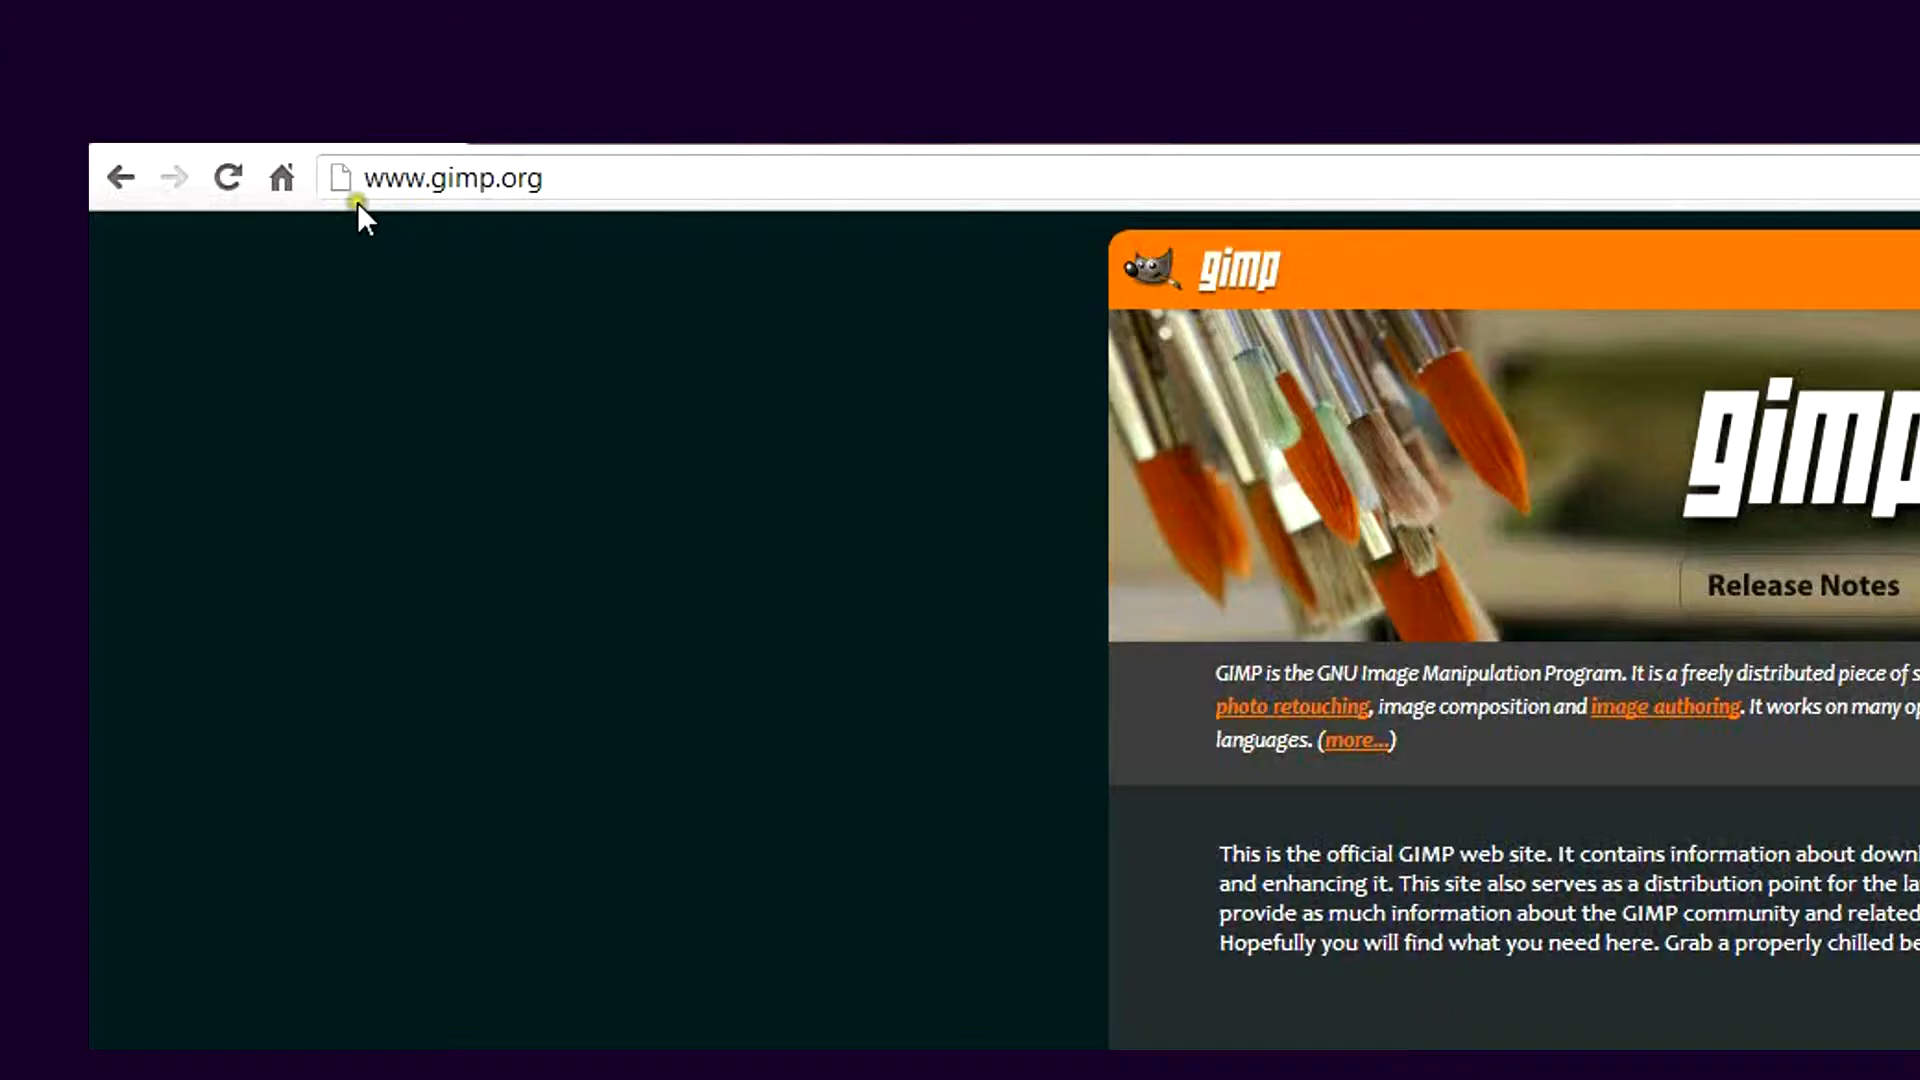 www.gimp.org
gimp
gimp
Release Notes
GIMP is the GNU Image Manipulation Program. It is a freely distributed piece of s
photo retouching, image composition and image authoring. It works on many op
languages. (more...)
This is the official GIMP web site. It contains information about downl
and enhancing it. This site also serves as a distribution point for the la
provide as much information about the GIMP community and related
Hopefully you will find what you need here. Grab a properly chilled be